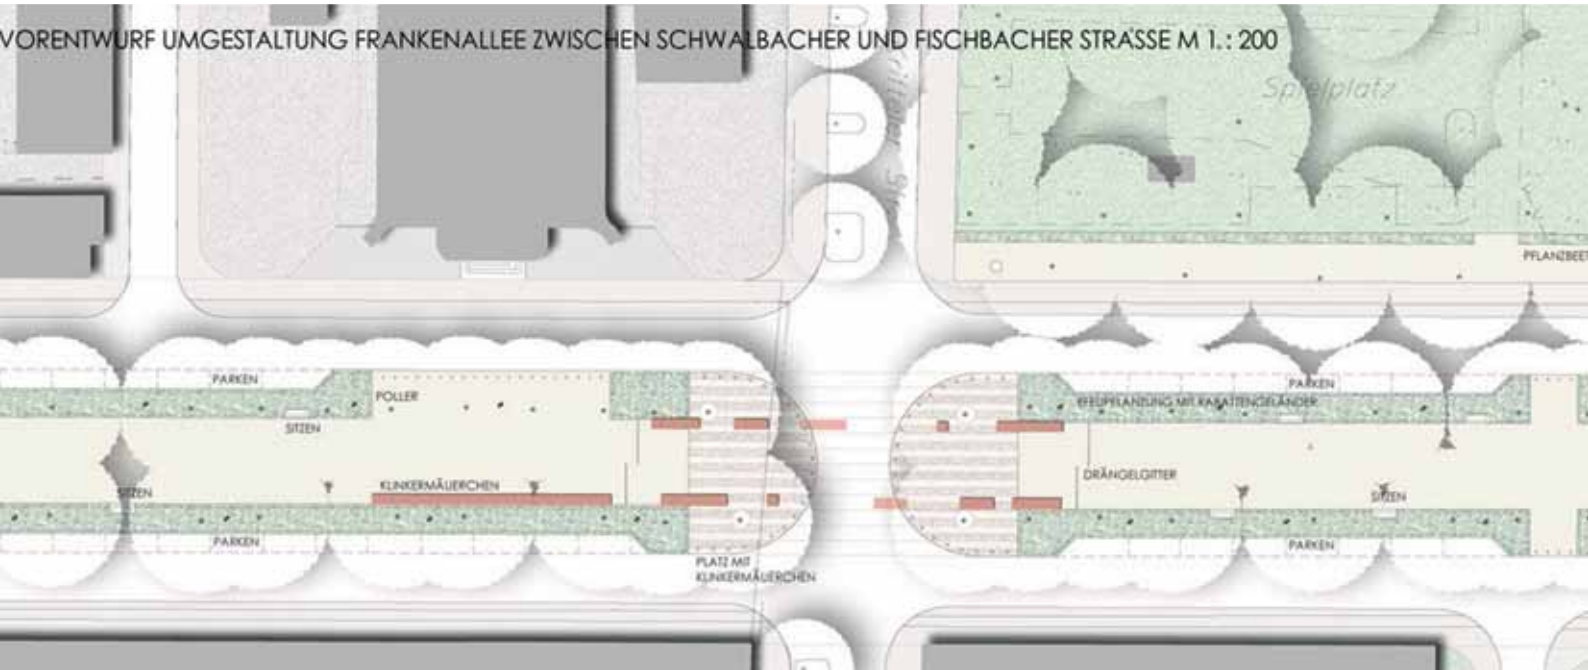 VORENTWURF UMGESTALTUNG FRANKENALLEE ZWISCHEN SCHWALBACHER UND FISCHBACHER STRASSE M 1.: 200
Spielplatz
PFLANZBEET
PARKEN
POLLER
SITZEN
KLINKERMÄUERCHEN
SITZEN
PARKEN
PLATZ MIT
KLINKERMÄUERCHEN
PARKEN
EFEUPFLANZUNG MIT RABATTENGELÄNDER
DRÄNGELGITTER
SITZEN
PARKEN